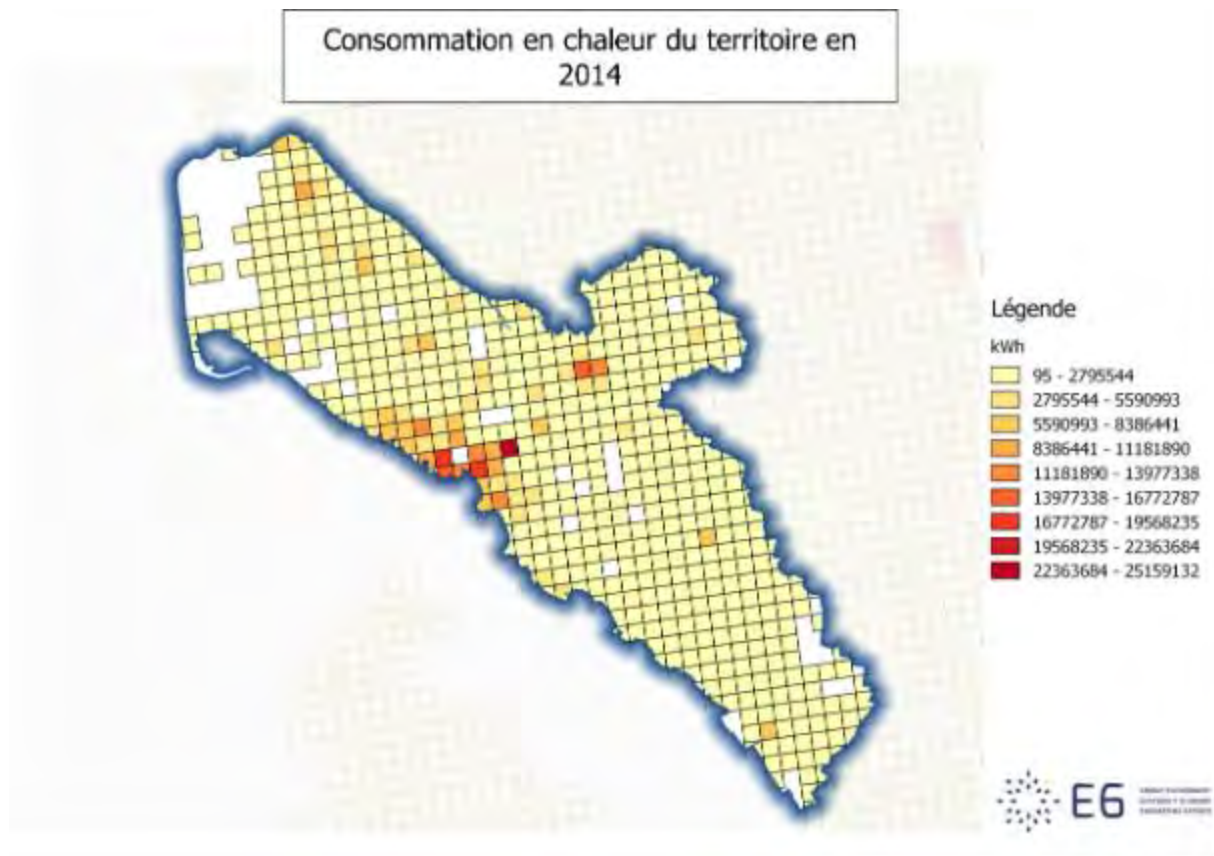 Consommation en chaleur du territoire en
2014
Légende
kWh
95 - 2795544
2795544 - 5590993
5590993 - 8386441
8386441 - 11181890
11181890 - 13977338
13977338 - 16772787
16772787 - 19568235
19568235 - 22363684
22363684 - 25159132
E6